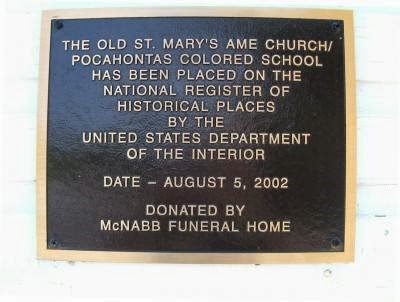 THE OLD ST. MARY'S AME CHURCH/
POCAHONTAS COLORED SCHOOL
HAS BEEN PLACED ON THE
NATIONAL REGISTER OF
HISTORICAL PLACES
BY THE
UNITED STATES DEPARTMENT
OF THE INTERIOR
DATE – AUGUST 5, 2002
DONATED BY
McNABB FUNERAL HOME